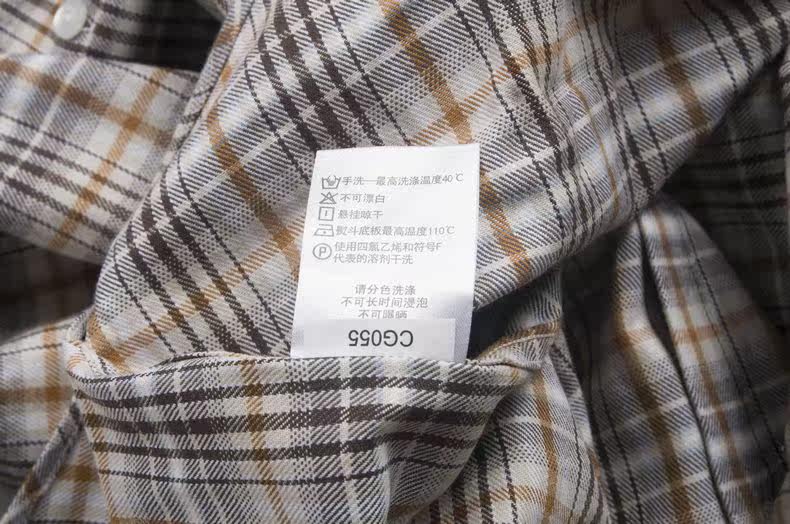 手洗—最高洗涤温度40℃
不可漂白
悬挂晾干
熨斗底板最高温度110℃
使用四氯乙烯和符号F
代表的溶剂干洗
请分色洗涤
不可长时间浸泡
不可曝晒
CG055